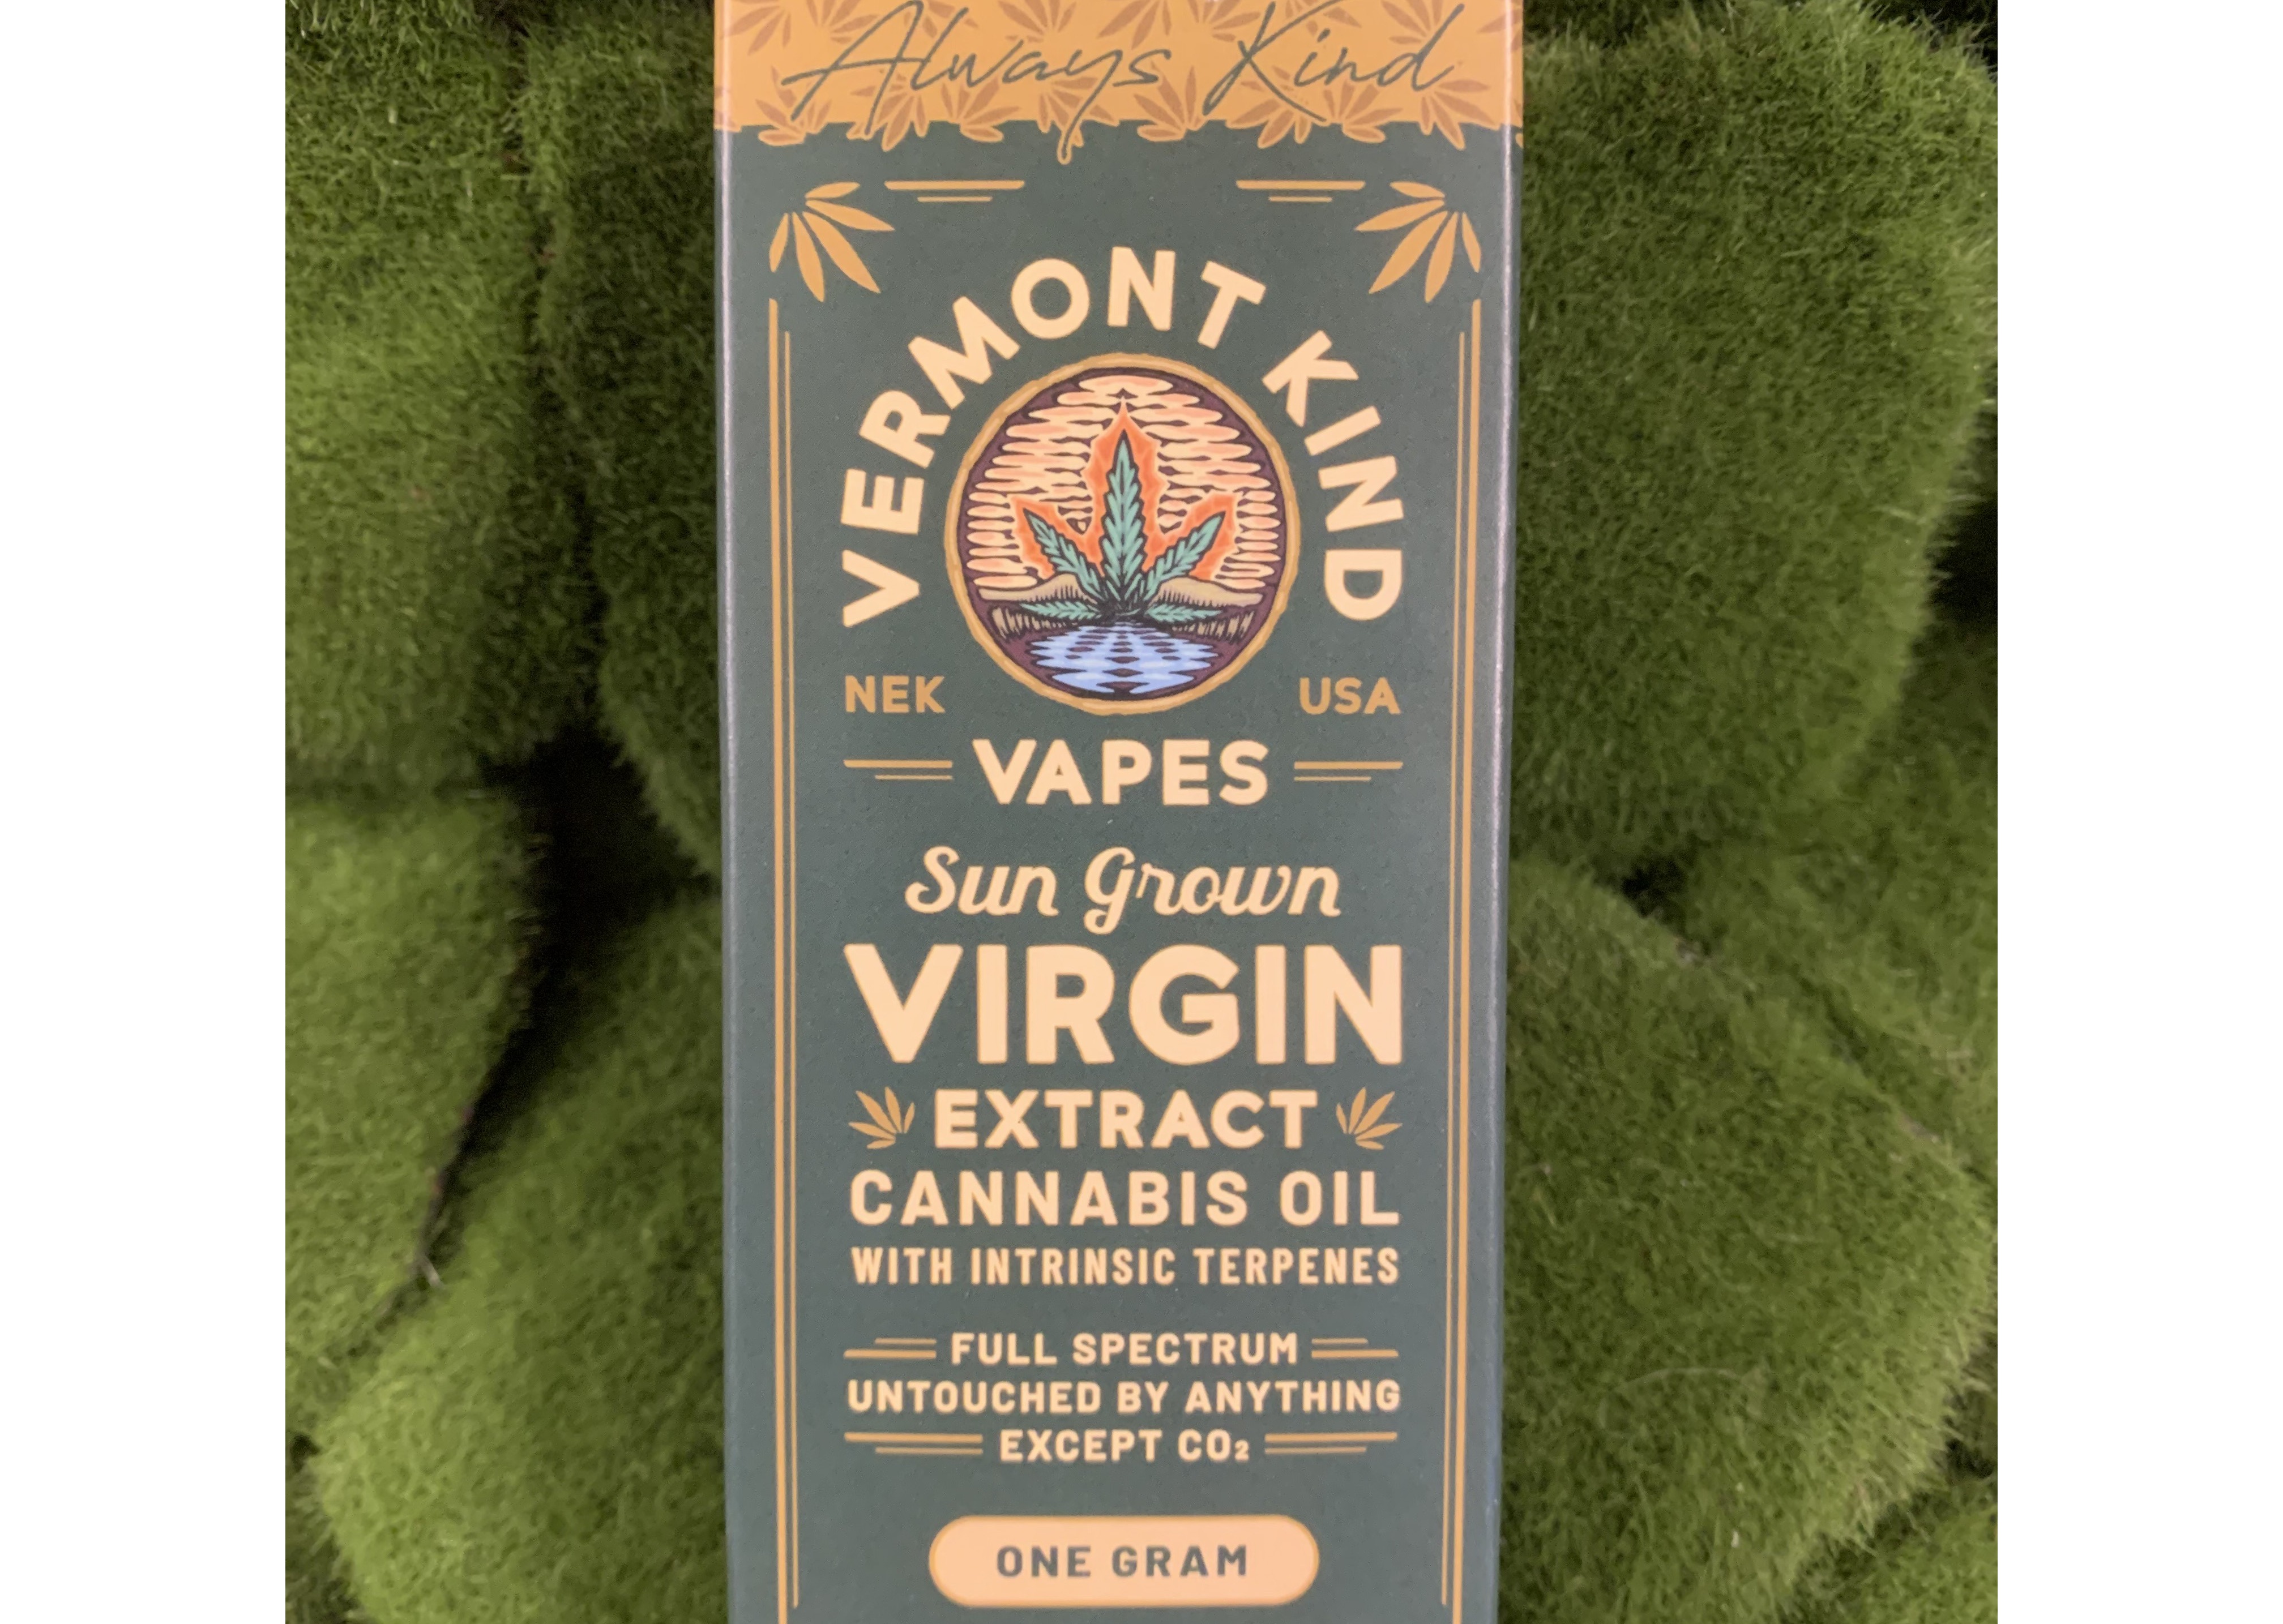 Always Kind
VERMONT KIND
NEK USA
VAPES
Sun Grown
VIRGIN
EXTRACT
CANNABIS OIL
WITH INTRINSIC TERPENES
FULL SPECTRUM
UNTOUCHED BY ANYTHING
EXCEPT CO₂
ONE GRAM